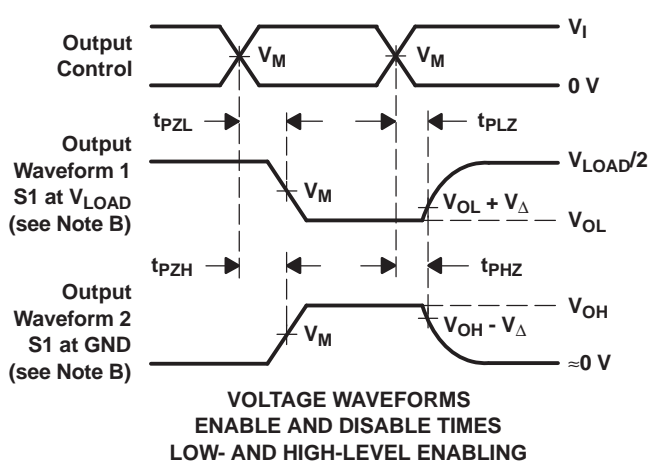 Output
Control
V_M
V_M
V_I
0 V
t_PZL
t_PLZ
Output
Waveform 1
S1 at V_LOAD
(see Note B)
V_M
V_OL + V_Δ
V_LOAD/2
V_OL
t_PZH
t_PHZ
Output
Waveform 2
S1 at GND
(see Note B)
V_M
V_OH - V_Δ
V_OH
≈0 V
VOLTAGE WAVEFORMS
ENABLE AND DISABLE TIMES
LOW- AND HIGH-LEVEL ENABLING